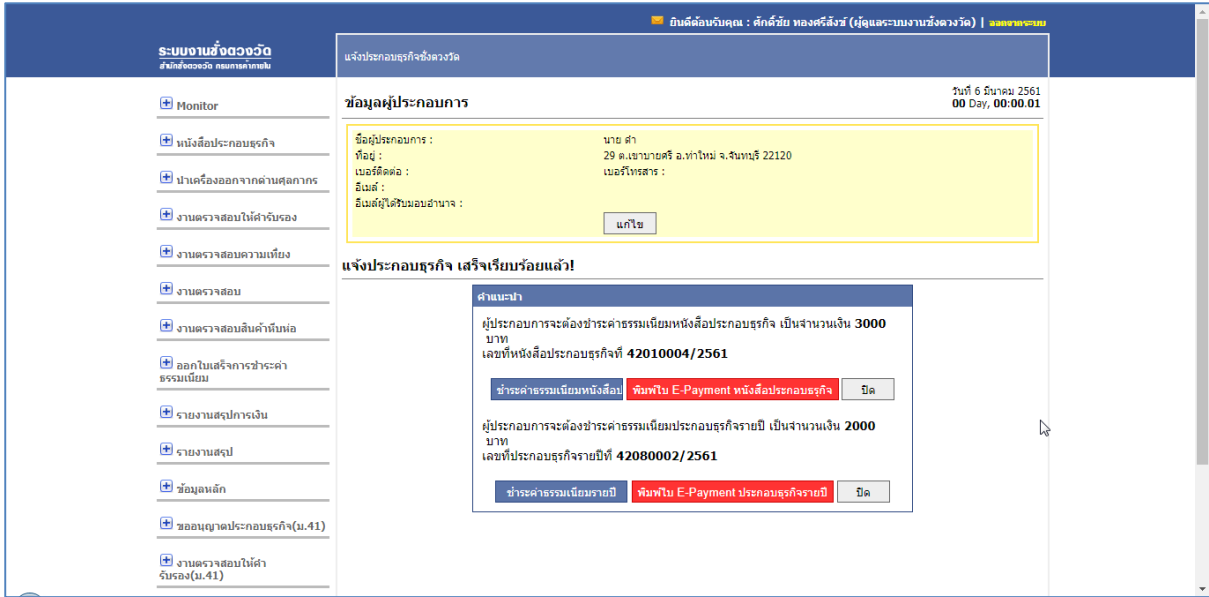 ยินดีต้อนรับคุณ : ศักดิ์ชัย ทองศรีสังข์ (ผู้ดูแลระบบงานชั่งตวงวัด) | ออกจากระบบ
ระบบงานชั่งตวงวัด
สำนักชั่งตวงวัด กรมการค้าภายใน
แจ้งประกอบธุรกิจชั่งตวงวัด
วันที่ 6 มีนาคม 2561
00 Day, 00:00.01
ข้อมูลผู้ประกอบการ
ชื่อผู้ประกอบการ : นาย ดำ
ที่อยู่ : 29 ต.เขาบายศรี อ.ท่าใหม่ จ.จันทบุรี 22120
เบอร์ติดต่อ : เบอร์โทรสาร :
อีเมล์ :
อีเมล์ผู้ได้รับมอบอำนาจ :
แก้ไข
แจ้งประกอบธุรกิจ เสร็จเรียบร้อยแล้ว!
คำแนะนำ
ผู้ประกอบการจะต้องชำระค่าธรรมเนียมหนังสือประกอบธุรกิจ เป็นจำนวนเงิน 3000
บาท
เลขที่หนังสือประกอบธุรกิจที่ 42010004/2561
ชำระค่าธรรมเนียมหนังสือป พิมพ์ใบ E-Payment หนังสือประกอบธรุกิจ ปิด
ผู้ประกอบการจะต้องชำระค่าธรรมเนียมประกอบธุรกิจรายปี เป็นจำนวนเงิน 2000
บาท
เลขที่ประกอบธุรกิจรายปีที่ 42080002/2561
ชำระค่าธรรมเนียมรายปี พิมพ์ใบ E-Payment ประกอบธุรกิจรายปี ปิด
Monitor
หนังสือประกอบธุรกิจ
นำเครื่องออกจากด่านศุลกากร
งานตรวจสอบให้คำรับรอง
งานตรวจสอบความเที่ยง
งานตรวจสอบ
งานตรวจสอบสินค้าหีบห่อ
ออกใบเสร็จการชำระค่า
ธรรมเนียม
รายงานสรุปการเงิน
รายงานสรุป
ข้อมูลหลัก
ขออนุญาตประกอบธุรกิจ(ม.41)
งานตรวจสอบให้คำ
รับรอง(ม.41)